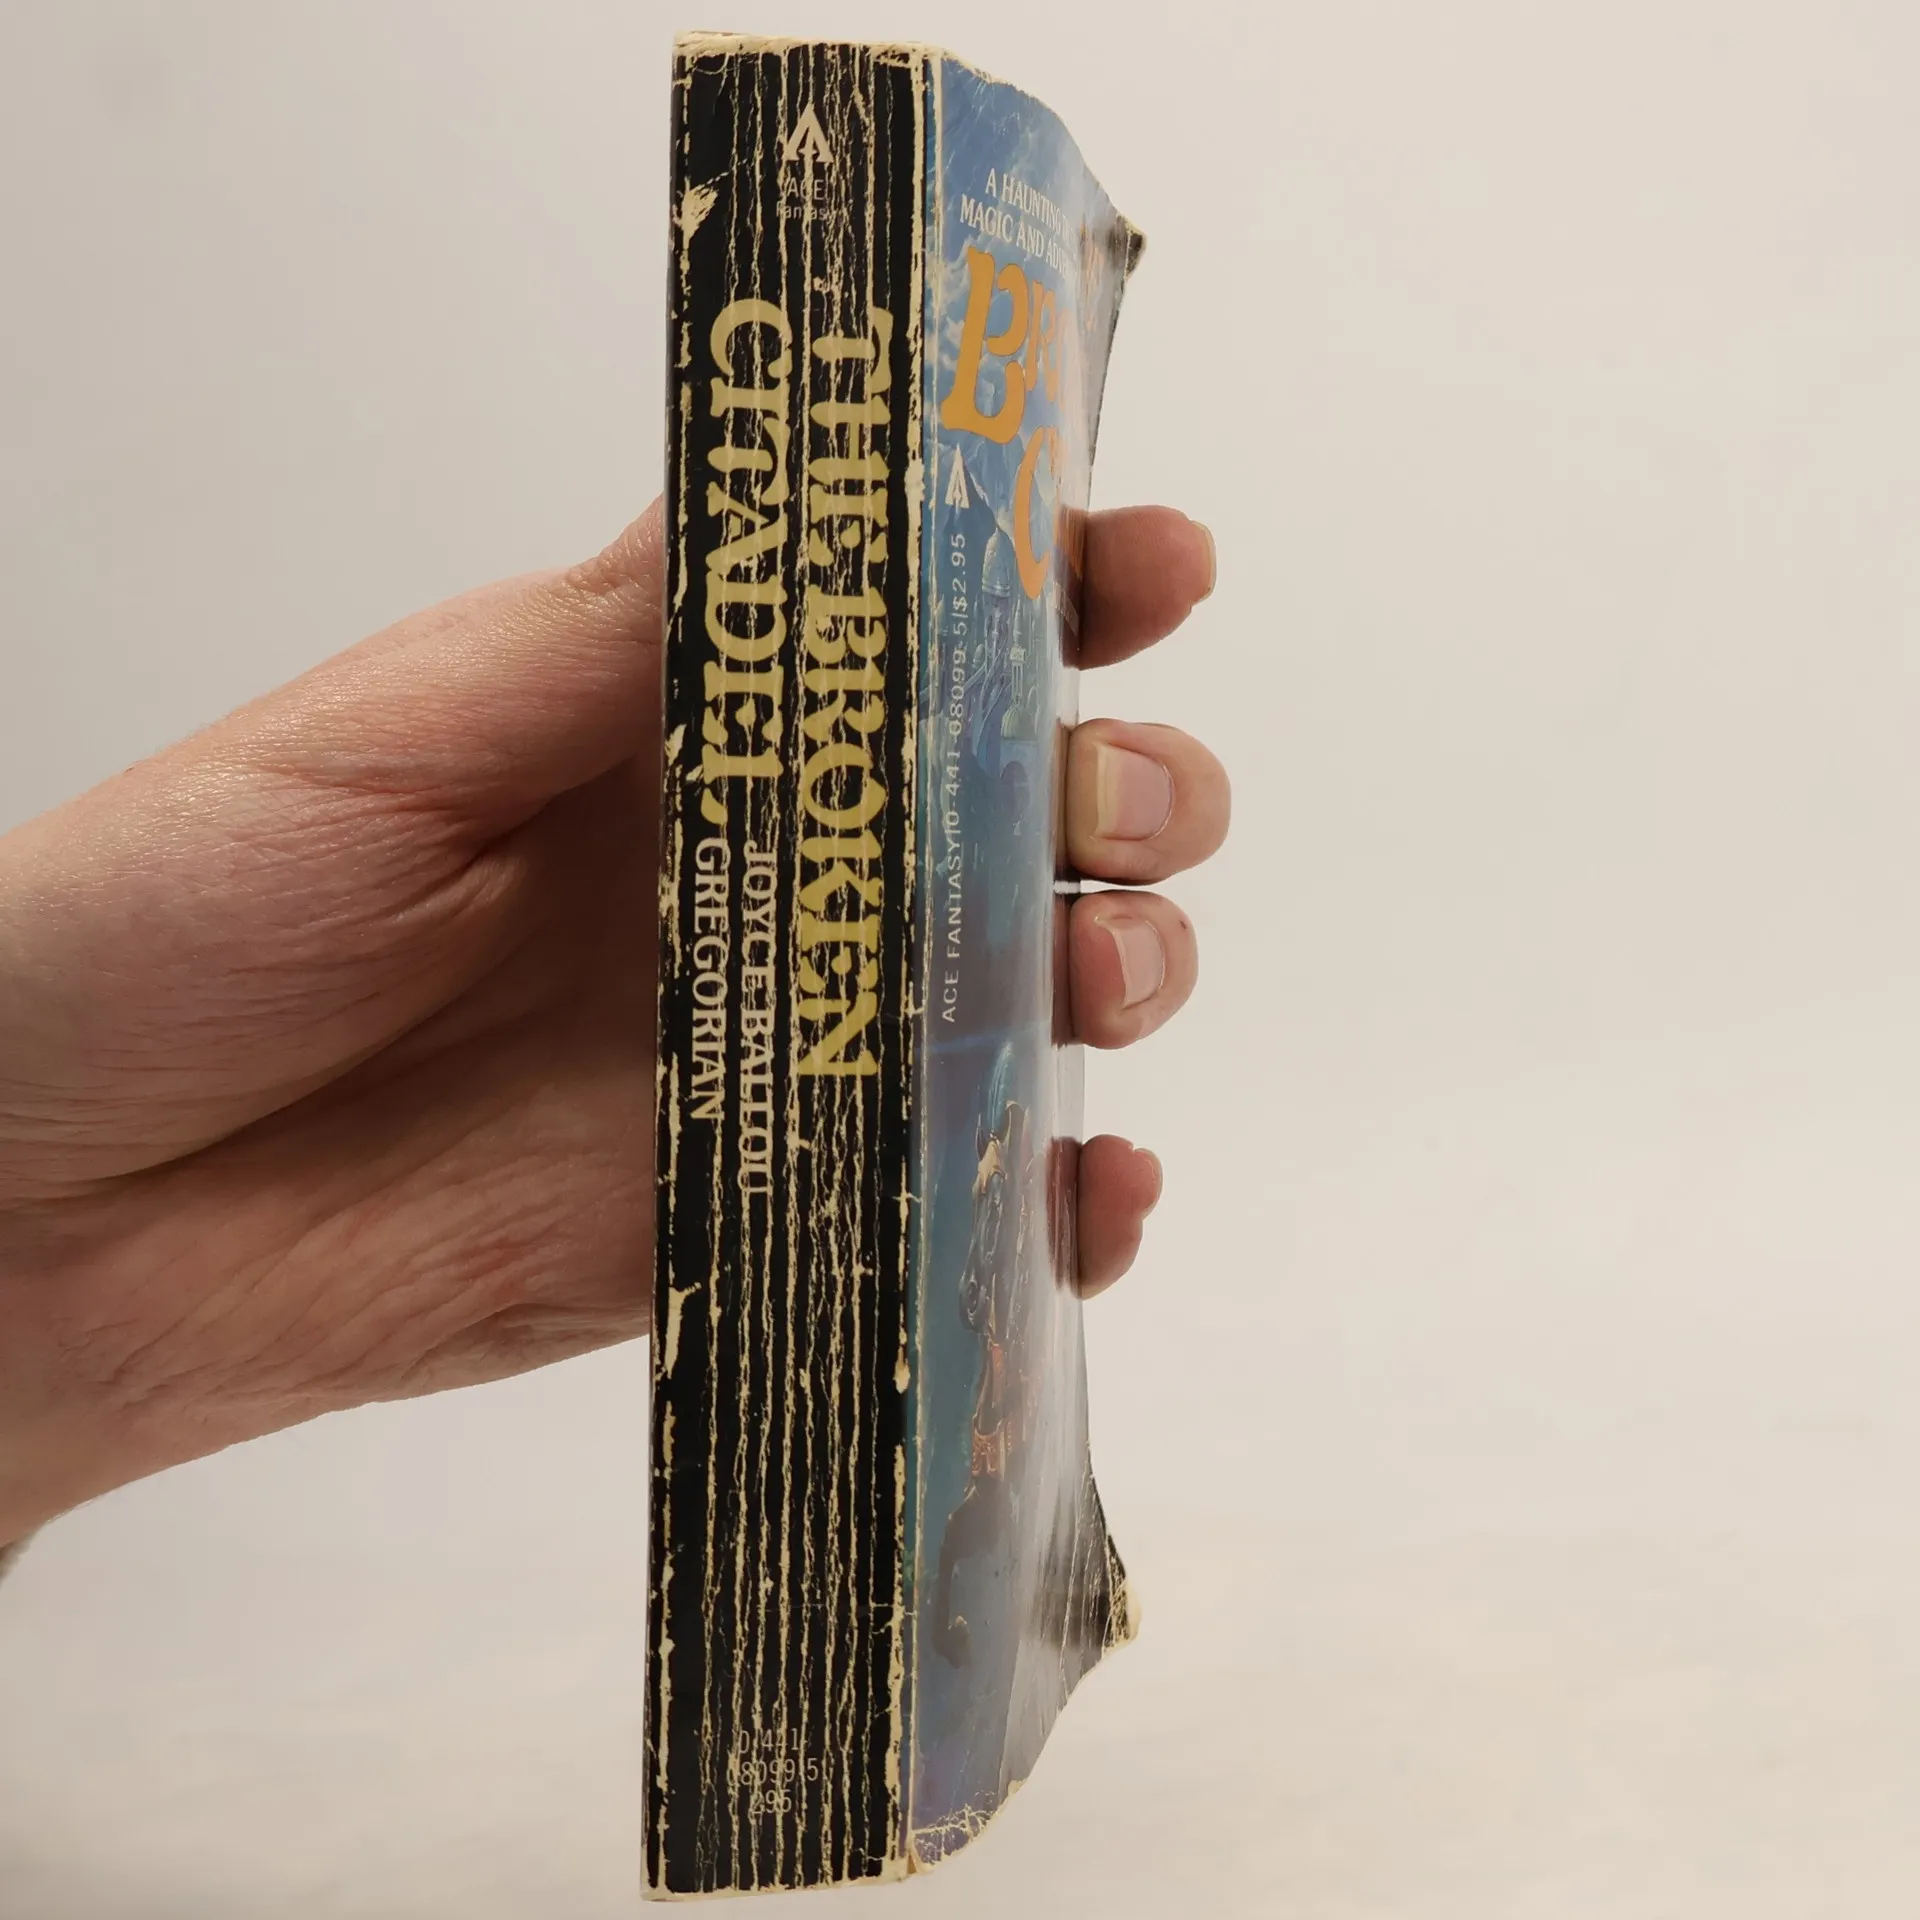 ACE
Fantasy
THE BROKEN
CITADEL
JOYCE BALLOU
GREGORIAN
0-441-
08099-5
295
A HAUNTING
MAGIC AND
ACE FANTASY|0-441-08099-5|$2.95